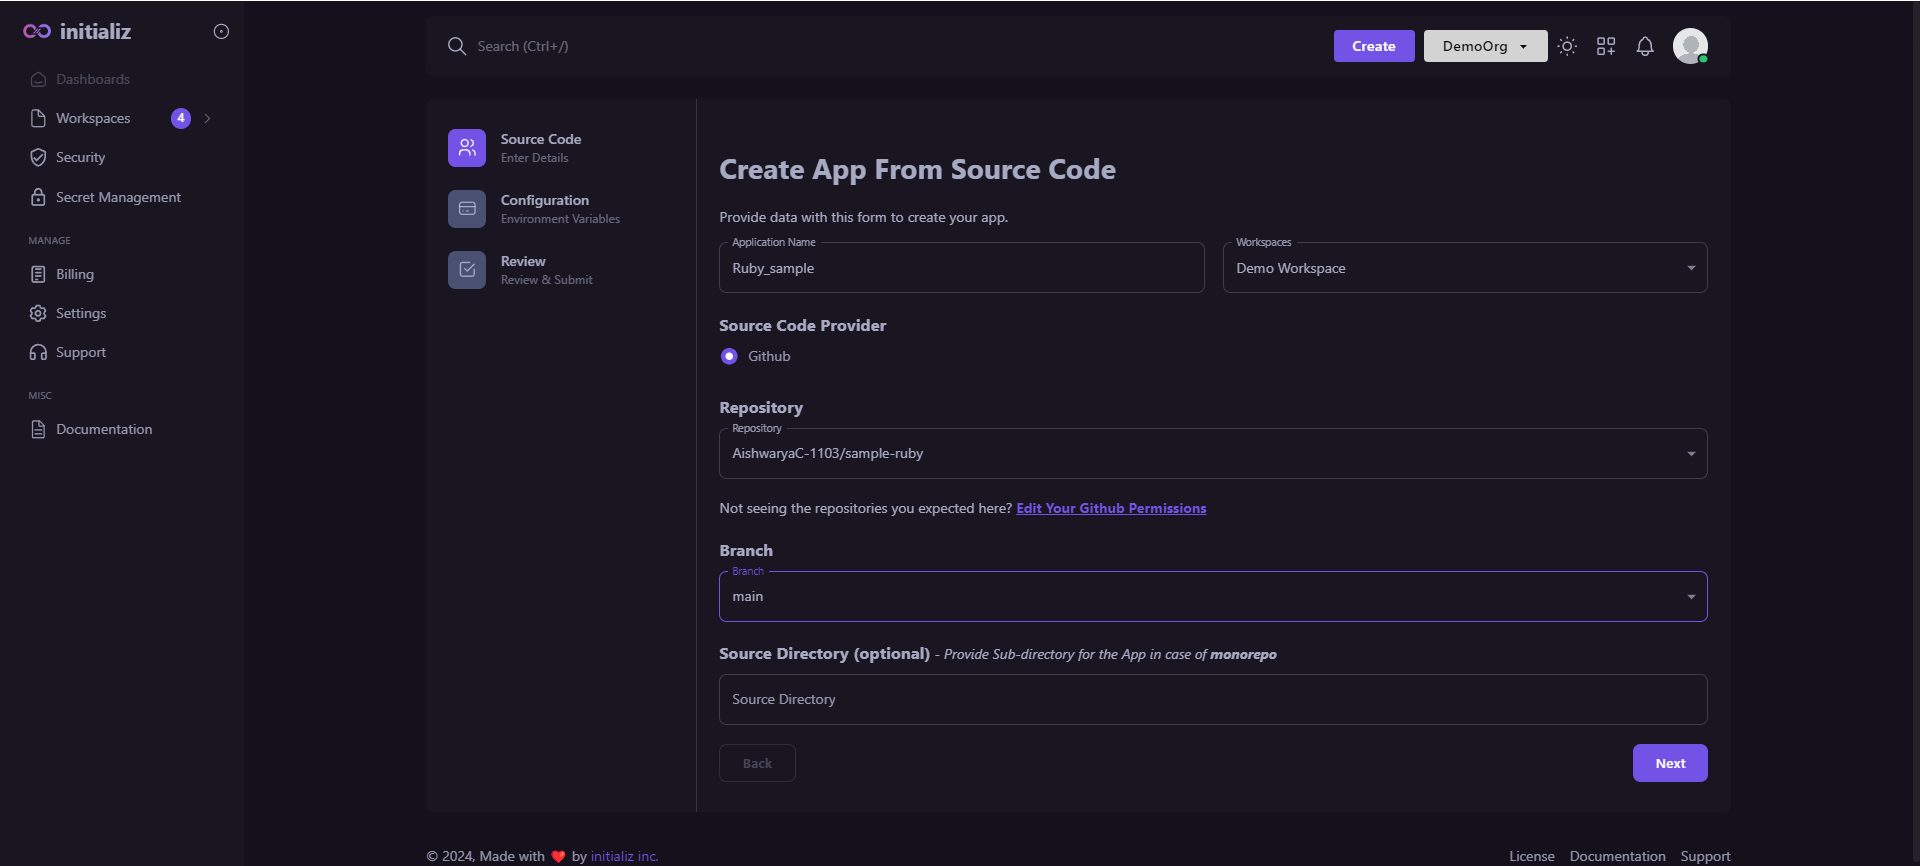 initializ
Dashboards
Workspaces 4
Security
Secret Management
MANAGE
Billing
Settings
Support
MISC
Documentation
Search (Ctrl+/)
Create
DemoOrg
Source Code
Enter Details
Configuration
Environment Variables
Review
Review & Submit
Create App From Source Code
Provide data with this form to create your app.
Application Name
Ruby_sample
Workspaces
Demo Workspace
Source Code Provider
Github
Repository
Repository
AishwaryaC-1103/sample-ruby
Not seeing the repositories you expected here? Edit Your Github Permissions
Branch
Branch
main
Source Directory (optional) - Provide Sub-directory for the App in case of monorepo
Source Directory
Back
Next
© 2024, Made with ❤️ by initializ inc.
License Documentation Support